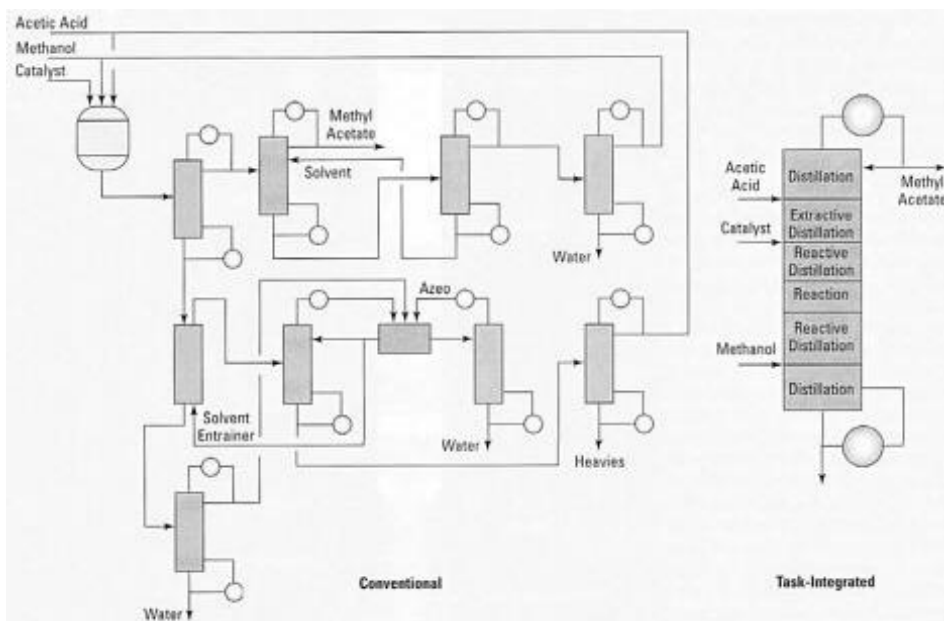 Acetic Acid
Methanol
Catalyst
Methyl
Acetate
Solvent
Water
Azeo
Solvent
Entrainer
Water
Heavies
Water
Conventional
Acetic
Acid
Catalyst
Methanol
Distillation
Extractive
Distillation
Reactive
Distillation
Reaction
Reactive
Distillation
Distillation
Methyl
Acetate
Task-Integrated